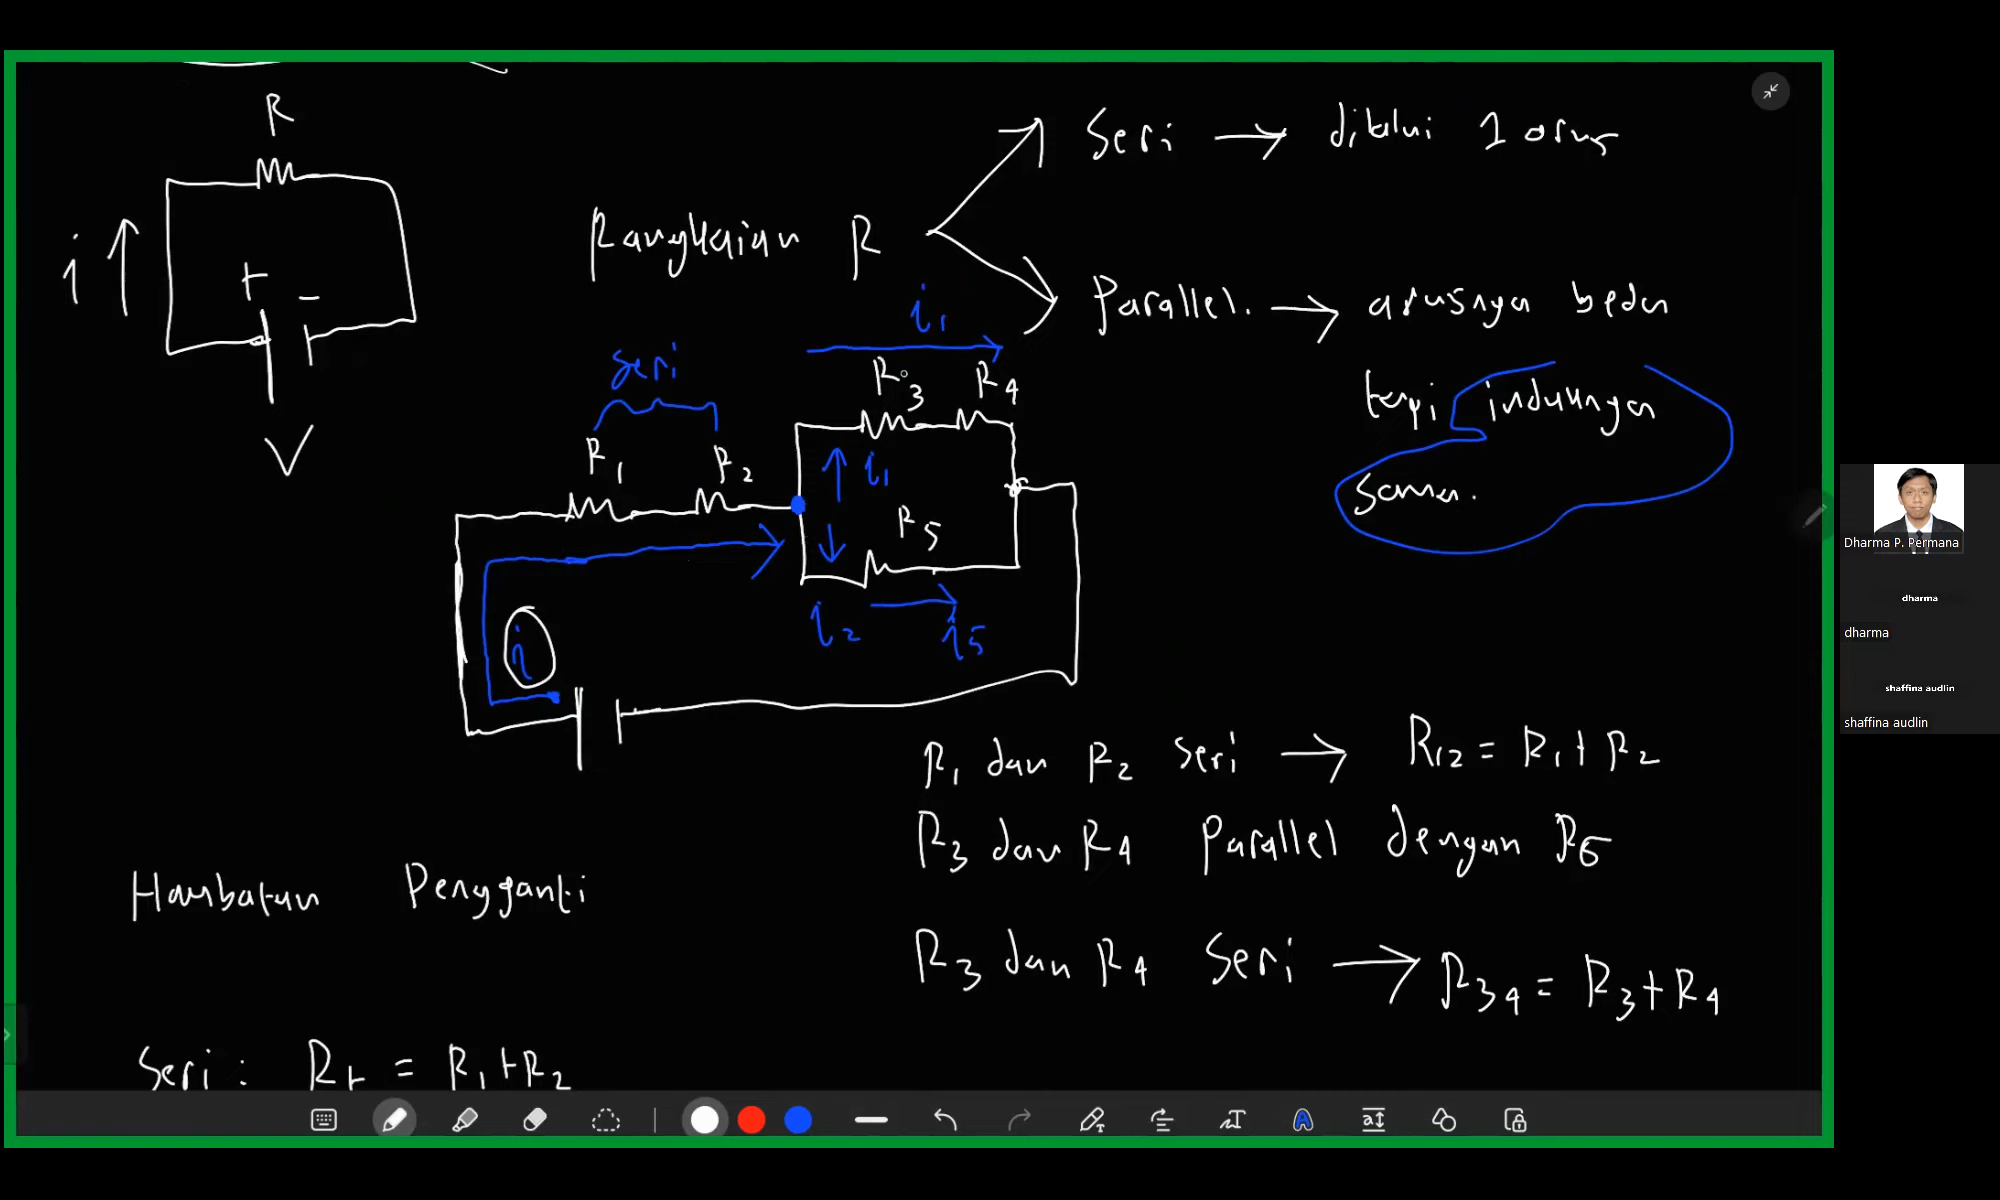 R
i
+ -
V
Rangkaian R
Seri → dilalui 1 arus
Parallel. → arusnya beda
tapi
sama.
seri
R1 R2
i1
R3 R4
i1
R5
i2 i5
i
R1 dan R2 seri → R12 = R1 + R2
R3 dan R4 Parallel dengan R5
R3 dan R4 Seri → R34 = R3 + R4
Hambatan Pengganti
Seri : Rt = R1 + R2
Dharma P. Permana
dharma
dharma
shaffina audlin
shaffina audlin